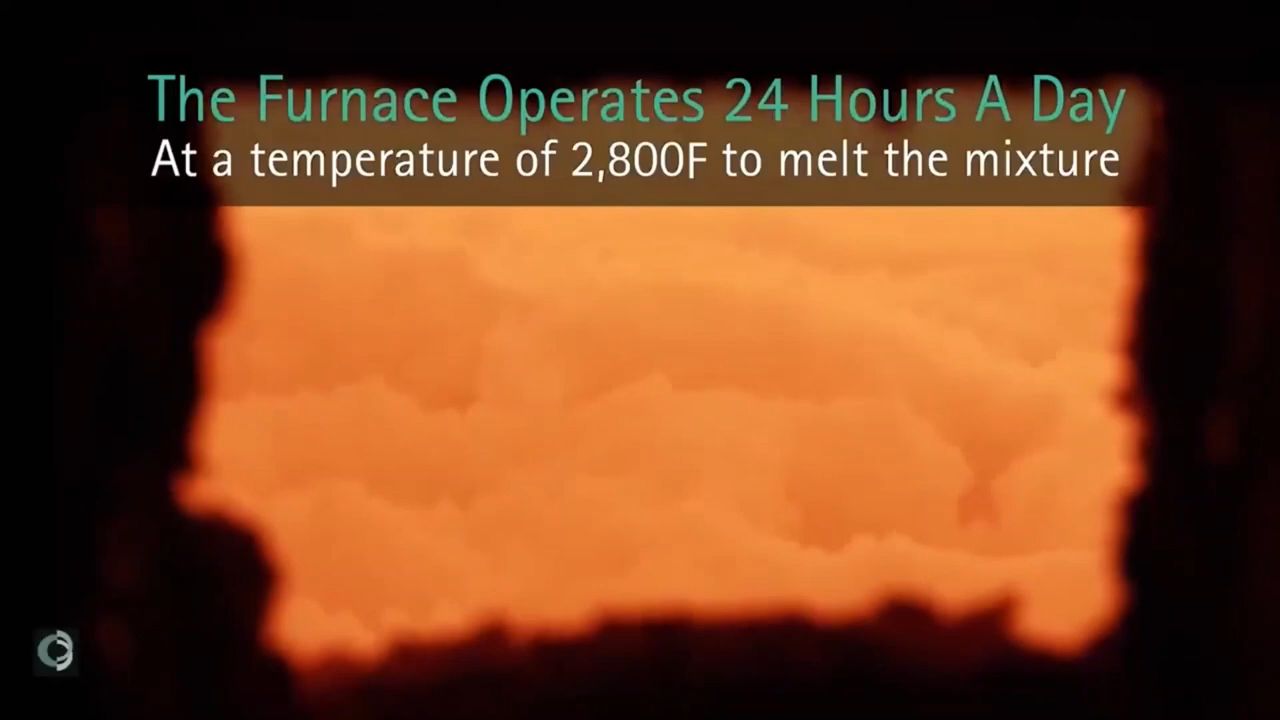 The Furnace Operates 24 Hours A Day
At a temperature of 2,800F to melt the mixture